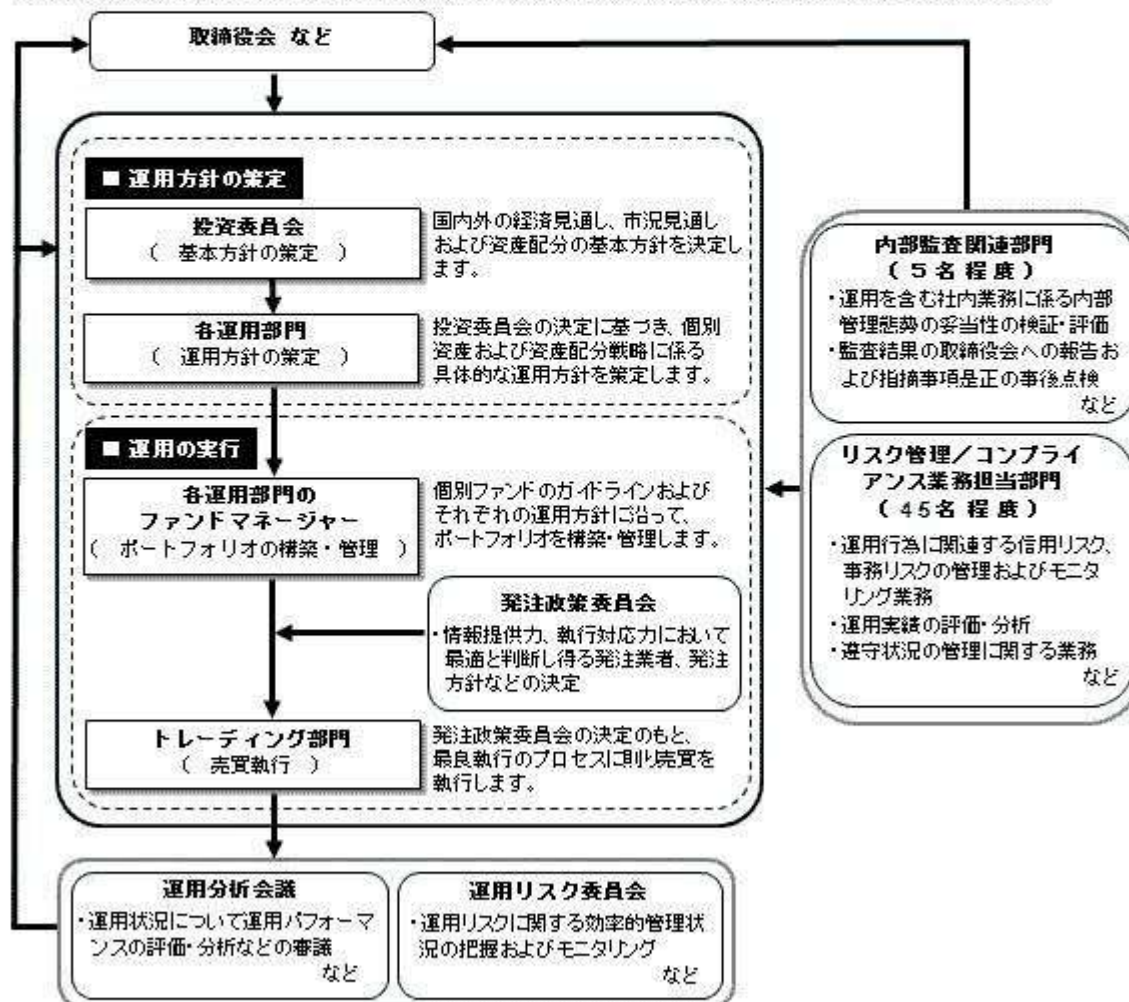 取締役会 など
■ 運用方針の策定
投資委員会
( 基本方針の策定 )
国内外の経済見通し、市況見通し
および資産配分の基本方針を決定し
ます。
各運用部門
( 運用方針の策定 )
投資委員会の決定に基づき、個別
資産および資産配分戦略に係る
具体的な運用方針を策定します。
■ 運用の実行
各運用部門の
ファンドマネージャー
( ポートフォリオの構築・管理 )
個別ファンドのガイドラインおよび
それぞれの運用方針に沿って、
ポートフォリオを構築・管理します。
発注政策委員会
・情報提供力、執行対応力において
最適と判断し得る発注業者、発注
方針などの決定
トレーディング部門
( 売買執行 )
発注政策委員会の決定のもと、
最良執行のプロセスに則り売買を
執行します。
内部監査関連部門
( 5名程度 )
・運用を含む社内業務に係る内部
管理態勢の妥当性の検証・評価
・監査結果の取締役会への報告お
よび指摘事項是正の事後点検
など
リスク管理/コンプライ
アンス業務担当部門
( 45名程度 )
・運用行為に関連する信用リスク、
事務リスクの管理およびモニタ
リング業務
・運用実績の評価・分析
・遵守状況の管理に関する業務
など
運用分析会議
・運用状況について運用パフォーマ
ンスの評価・分析などの審議
など
運用リスク委員会
・運用リスクに関する効率的管理状
況の把握およびモニタリング
など